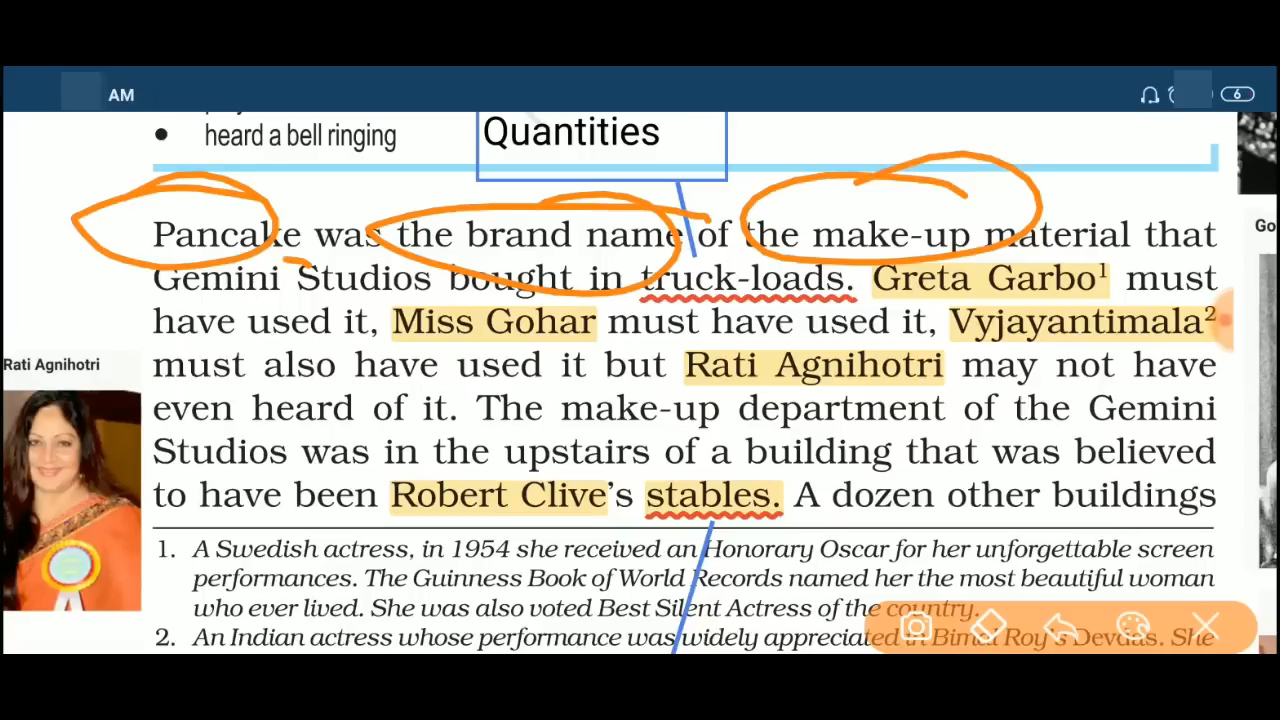 AM
6
heard a bell ringing
Quantities
Pancake was the brand name of the make-up material that
Gemini Studios bought in truck-loads. Greta Garbo¹ must
have used it, Miss Gohar must have used it, Vyjayantimala²
must also have used it but Rati Agnihotri may not have
even heard of it. The make-up department of the Gemini
Studios was in the upstairs of a building that was believed
to have been Robert Clive's stables. A dozen other buildings
Go
Rati Agnihotri
1. A Swedish actress, in 1954 she received an Honorary Oscar for her unforgettable screen
performances. The Guinness Book of World Records named her the most beautiful woman
who ever lived. She was also voted Best Silent Actress of the country.
2. An Indian actress whose performance was widely appreciated in Bimal Roy's Devdas. She